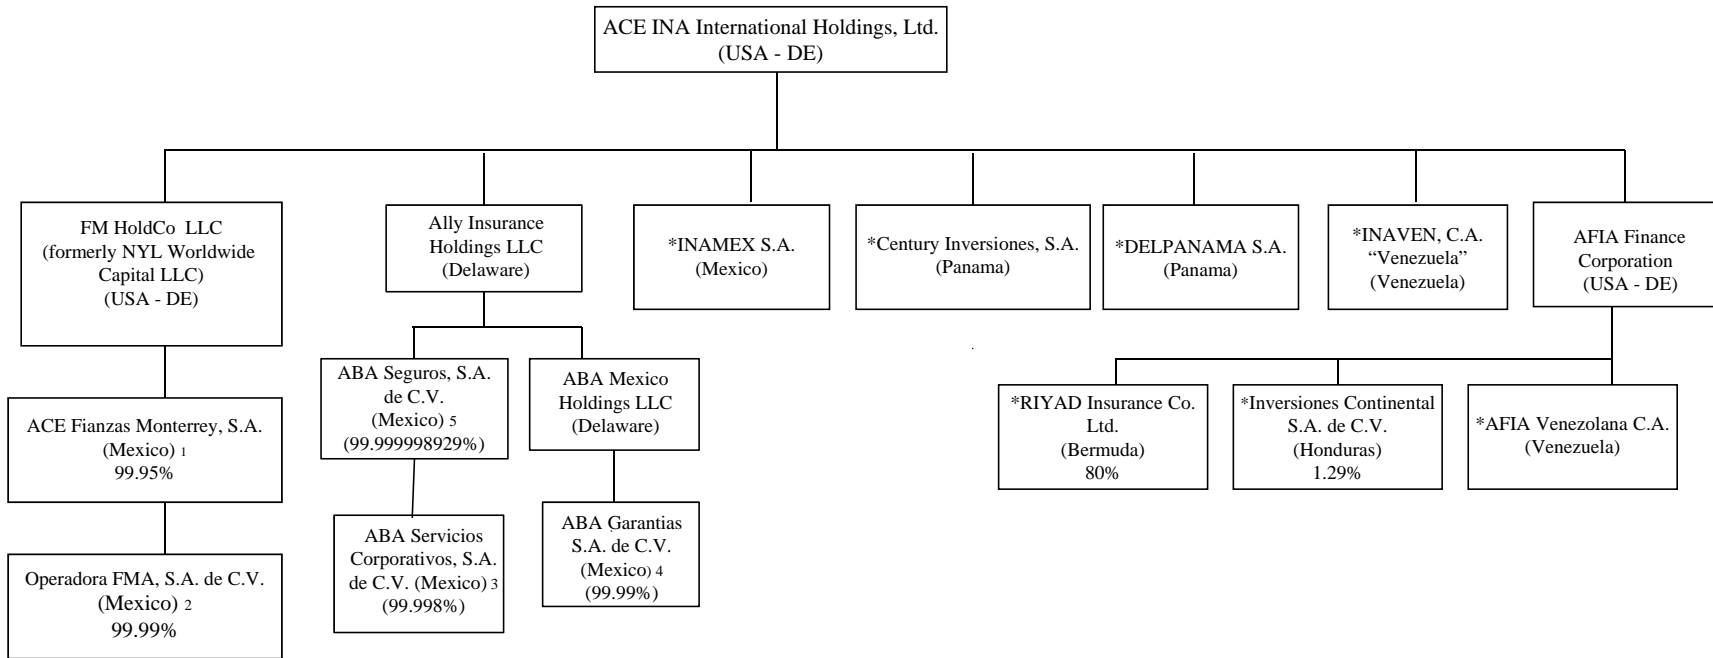 ACE INA International Holdings, Ltd.
(USA - DE)
FM HoldCo LLC
(formerly NYL Worldwide
Capital LLC)
(USA - DE)
Ally Insurance
Holdings LLC
(Delaware)
*INAMEX S.A.
(Mexico)
*Century Inversiones, S.A.
(Panama)
*DELPANAMA S.A.
(Panama)
*INAVEN, C.A.
“Venezuela”
(Venezuela)
AFIA Finance
Corporation
(USA - DE)
ACE Fianzas Monterrey, S.A.
(Mexico) 1
99.95%
ABA Seguros, S.A.
de C.V.
(Mexico) 5
(99.999998929%)
ABA Mexico
Holdings LLC
(Delaware)
*RIYAD Insurance Co.
Ltd.
(Bermuda)
80%
*Inversiones Continental
S.A. de C.V.
(Honduras)
1.29%
*AFIA Venezolana C.A.
(Venezuela)
Operadora FMA, S.A. de C.V.
(Mexico) 2
99.99%
ABA Servicios
Corporativos, S.A.
de C.V. (Mexico) 3
(99.998%)
ABA Garantias
S.A. de C.V.
(Mexico) 4
(99.99%)